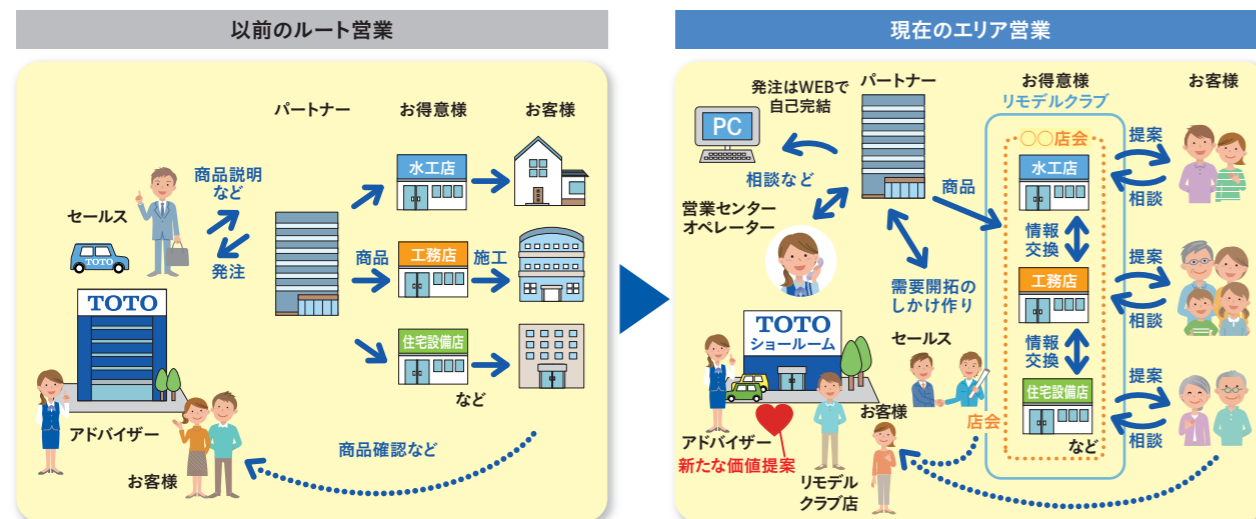 以前のルート営業
パートナー
お得意様
お客様
商品説明
など
セールス
TOTO
発注
水工店
商品
工務店
施工
TOTO
住宅設備店
など
アドバイザー
お客様
商品確認など
現在のエリア営業
発注はWEBで
自己完結
パートナー
お得意様
リモデルクラブ
お客様
PC
相談など
営業センター
オペレーター
商品
○○店会
水工店
提案
相談
情報
交換
工務店
提案
相談
需要開拓の
しかけ作り
情報
交換
TOTO
ショールーム
セールス
住宅設備店
提案
相談
など
店会
お客様
アドバイザー
新たな価値提案
リモデル
クラブ店